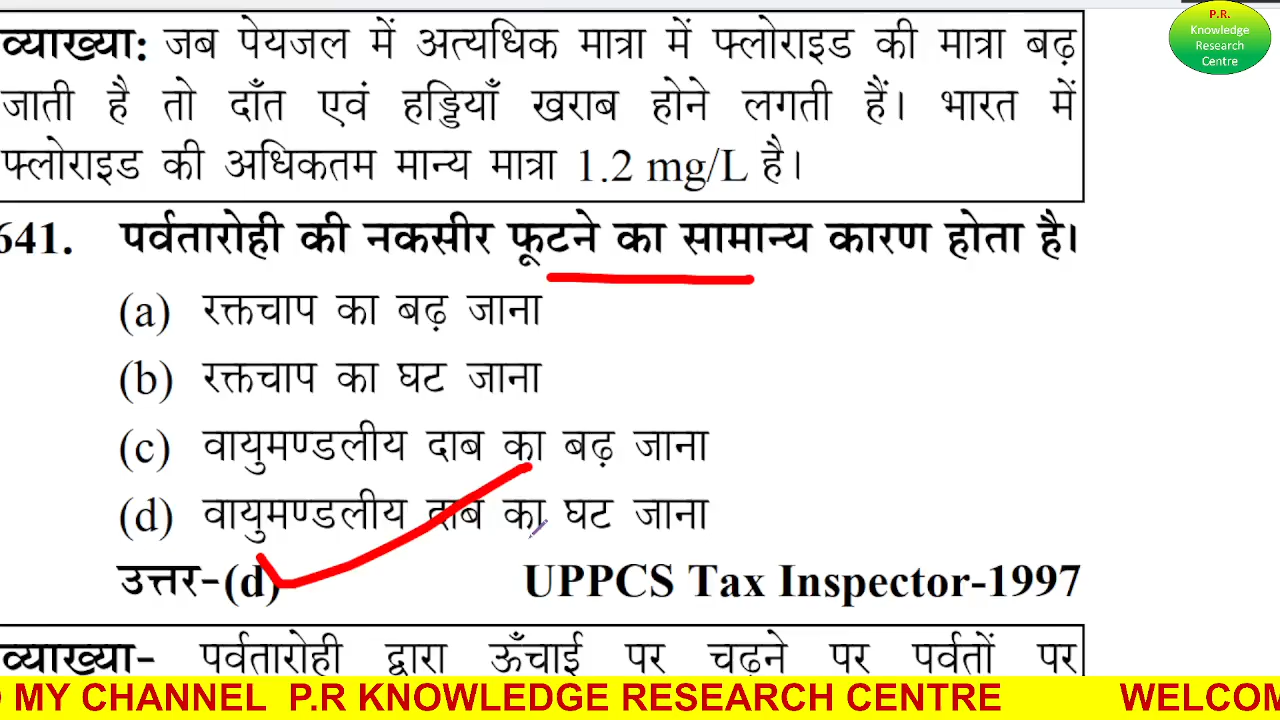 व्याख्या: जब पेयजल में अत्यधिक मात्रा में फ्लोराइड की मात्रा बढ़
जाती है तो दाँत एवं हड्डियाँ खराब होने लगती हैं। भारत में
फ्लोराइड की अधिकतम मान्य मात्रा 1.2 mg/L है।
P.R.
Knowledge
Research
Centre
641. पर्वतारोही की नकसीर फूटने का सामान्य कारण होता है।
(a) रक्तचाप का बढ़ जाना
(b) रक्तचाप का घट जाना
(c) वायुमण्डलीय दाब का बढ़ जाना
(d) वायुमण्डलीय दाब का घट जाना
उत्तर-(d) UPPCS Tax Inspector-1997
व्याख्या- पर्वतारोही द्वारा ऊँचाई पर चढ़ने पर पर्वतों पर
O MY CHANNEL P.R KNOWLEDGE RESEARCH CENTRE WELCOM